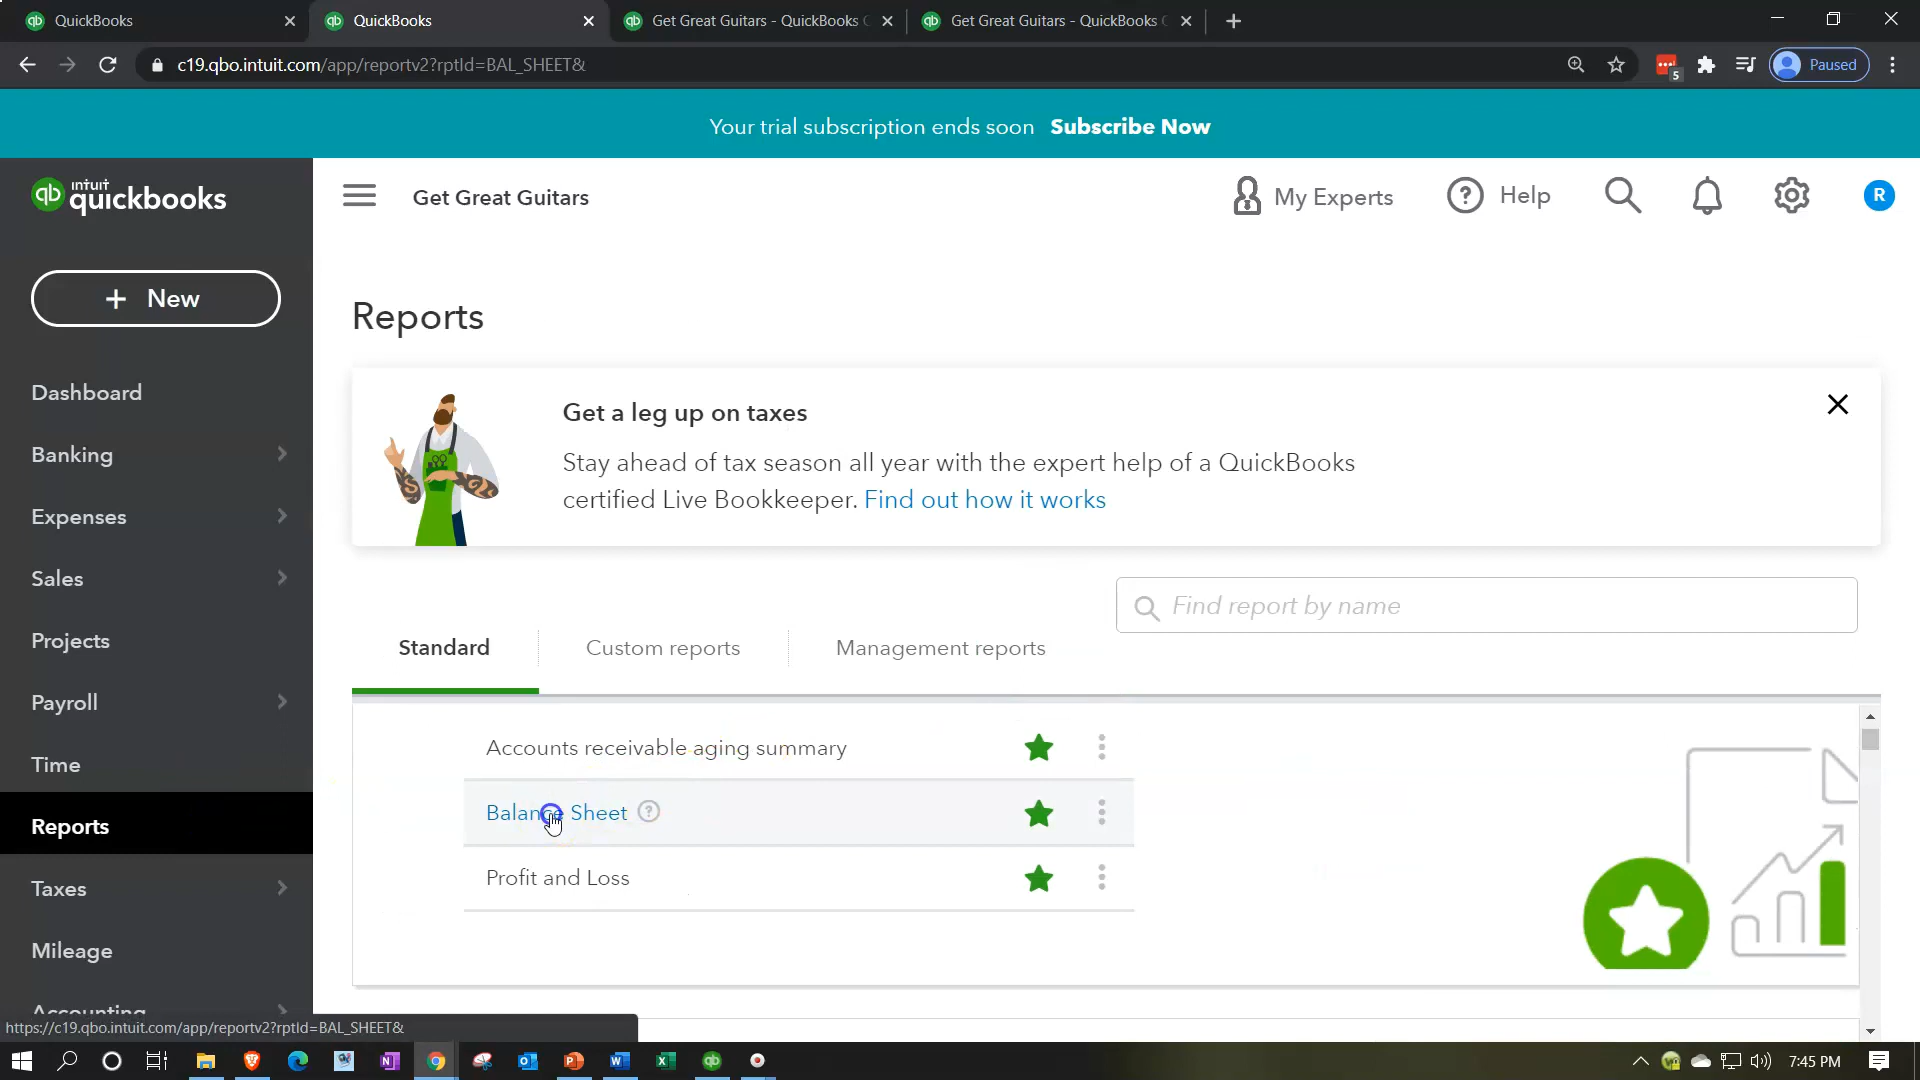 QuickBooks
QuickBooks
Get Great Guitars - QuickBooks
Get Great Guitars - QuickBooks
c19.qbo.intuit.com/app/reportv2?rptId=BAL_SHEET&
5
Paused
Your trial subscription ends soon Subscribe Now
qb intuit quickbooks
Get Great Guitars
My Experts
Help
R
+ New
Reports
Dashboard
Banking
Expenses
Sales
Projects
Payroll
Time
Reports
Taxes
Mileage
Accounting
Get a leg up on taxes
Stay ahead of tax season all year with the expert help of a QuickBooks
certified Live Bookkeeper. Find out how it works
Find report by name
Standard
Custom reports
Management reports
Accounts receivable aging summary
Balance Sheet
Profit and Loss
https://c19.qbo.intuit.com/app/reportv2?rptId=BAL_SHEET&
7:45 PM